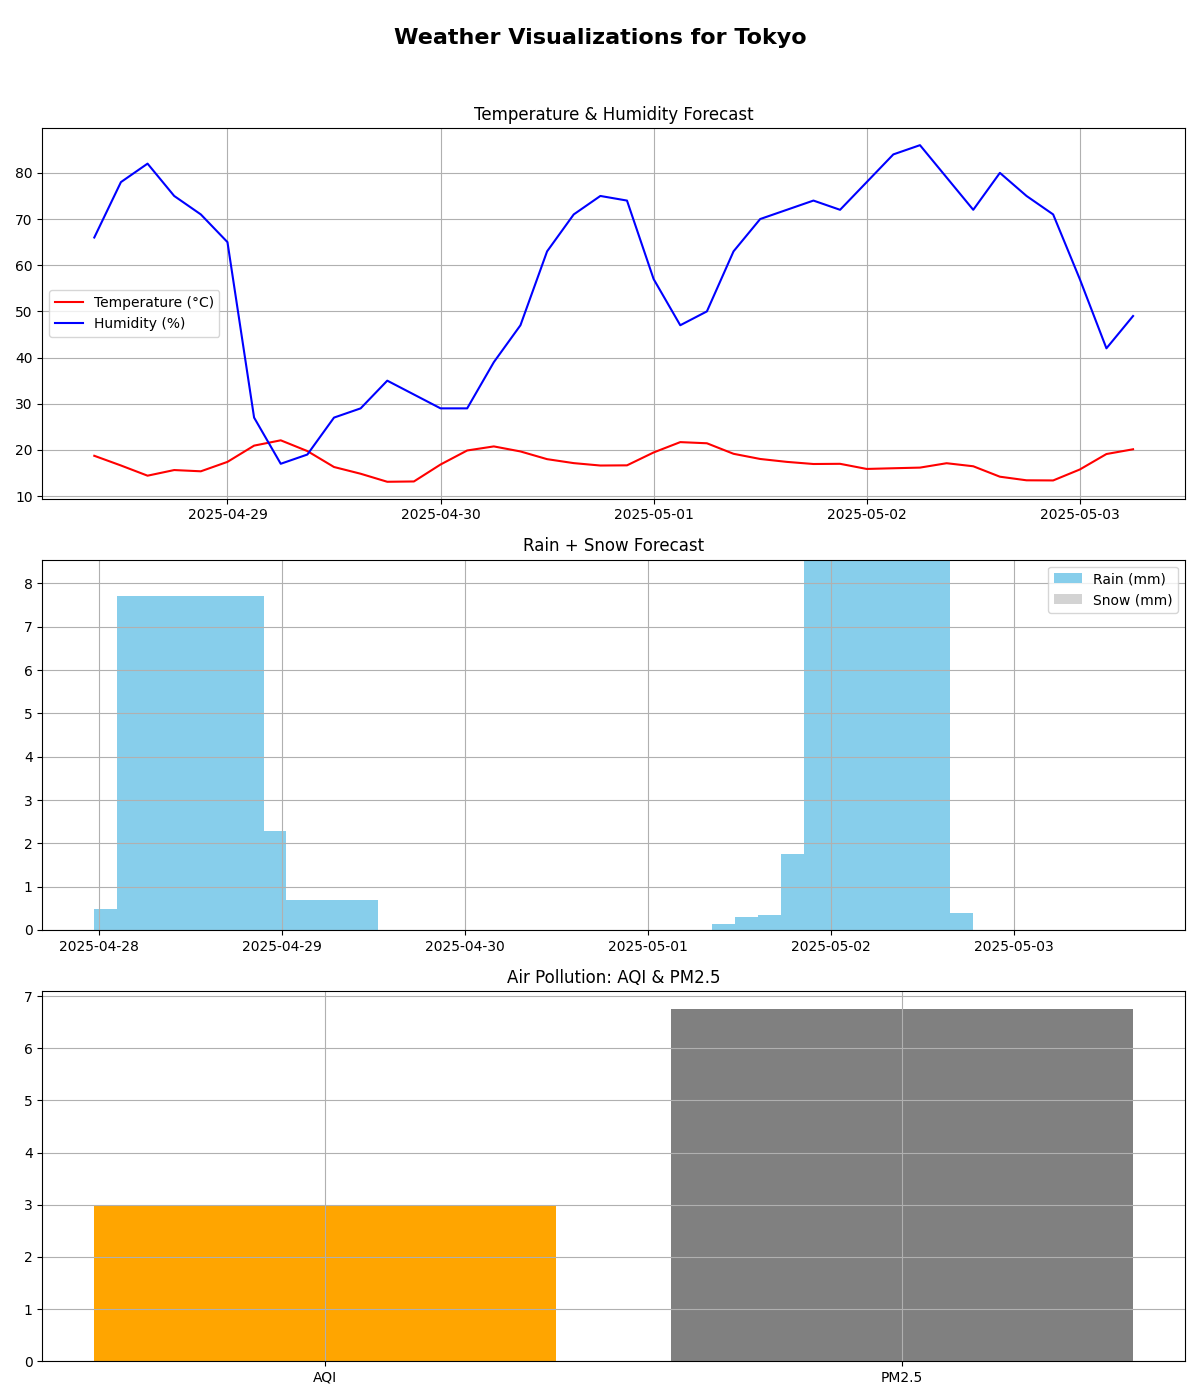 Weather Visualizations for Tokyo
Temperature & Humidity Forecast
80
70
60
50
40
30
20
10
Temperature (°C)
Humidity (%)
2025-04-29 2025-04-30 2025-05-01 2025-05-02 2025-05-03
Rain + Snow Forecast
8
7
6
5
4
3
2
1
0
Rain (mm)
Snow (mm)
2025-04-28 2025-04-29 2025-04-30 2025-05-01 2025-05-02 2025-05-03
Air Pollution: AQI & PM2.5
7
6
5
4
3
2
1
0
AQI PM2.5